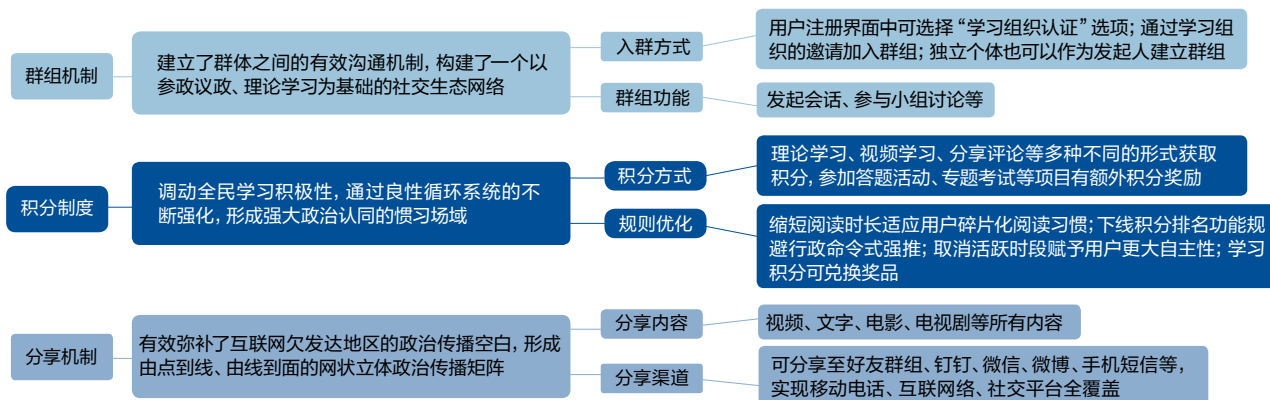 群组机制
建立了群体之间的有效沟通机制，构建了一个以
参政议政、理论学习为基础的社交生态网络
入群方式
用户注册界面中可选择“学习组织认证”选项；通过学习组
织的邀请加入群组；独立个体也可以作为发起人建立群组
群组功能
发起会话、参与小组讨论等
积分制度
调动全民学习积极性，通过良性循环系统的不
断强化，形成强大政治认同的惯习场域
积分方式
理论学习、视频学习、分享评论等多种不同的形式获取
积分，参加答题活动、专题考试等项目有额外积分奖励
规则优化
缩短阅读时长适应用户碎片化阅读习惯；下线积分排名功能规
避行政命令式强推；取消活跃时段赋予用户更大自主性；学习
积分可兑换奖品
分享机制
有效弥补了互联网欠发达地区的政治传播空白，形成
由点到线、由线到面的网状立体政治传播矩阵
分享内容
视频、文字、电影、电视剧等所有内容
分享渠道
可分享至好友群组、钉钉、微信、微博、手机短信等，
实现移动电话、互联网络、社交平台全覆盖